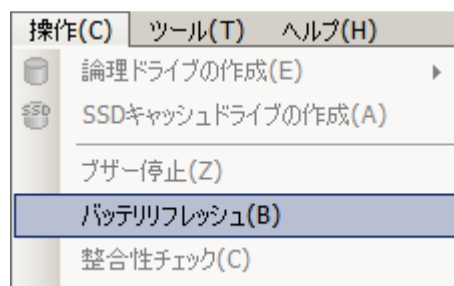 操作(C) ツール(T) ヘルプ(H)
論理ドライブの作成(E)
SSD SSDキャッシュドライブの作成(A)
ブザー停止(Z)
バッテリリフレッシュ(B)
整合性チェック(C)